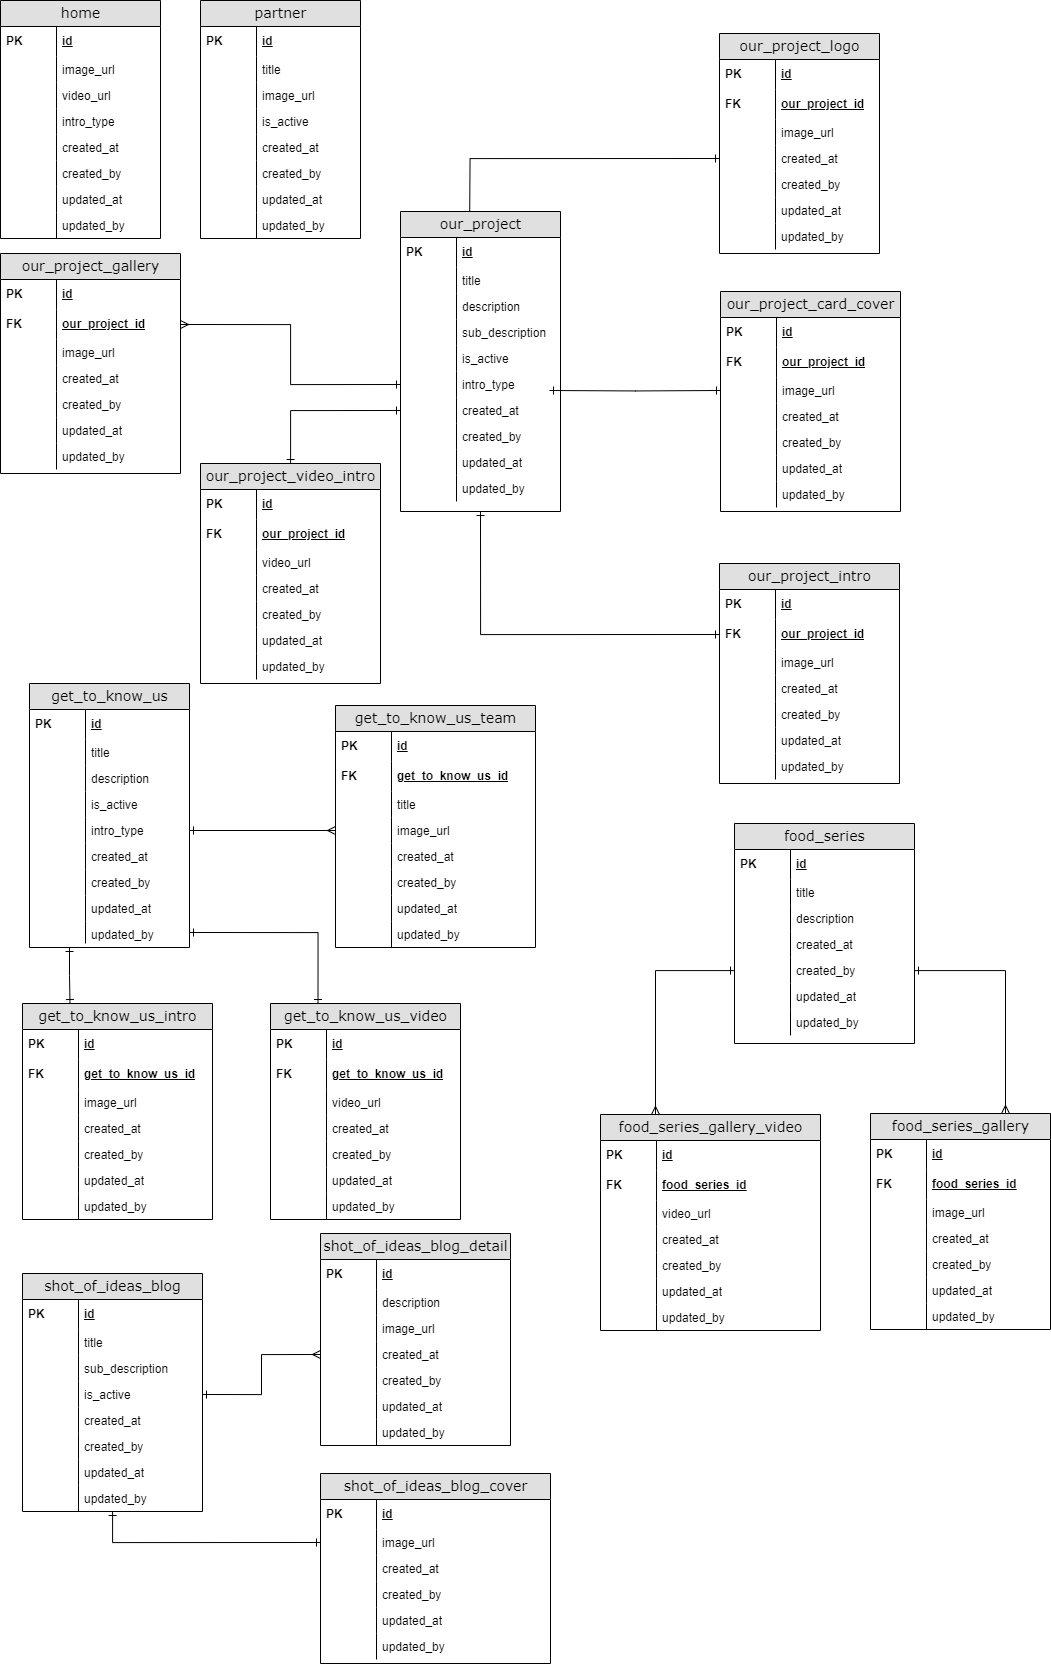 home
PK id
image_url
video_url
intro_type
created_at
created_by
updated_at
updated_by
partner
PK id
title
image_url
is_active
created_at
created_by
updated_at
updated_by
our_project_logo
PK id
FK our_project_id
image_url
created_at
created_by
updated_at
updated_by
our_project
PK id
title
description
sub_description
is_active
intro_type
created_at
created_by
updated_at
updated_by
our_project_gallery
PK id
FK our_project_id
image_url
created_at
created_by
updated_at
updated_by
our_project_card_cover
PK id
FK our_project_id
image_url
created_at
created_by
updated_at
updated_by
our_project_video_intro
PK id
FK our_project_id
video_url
created_at
created_by
updated_at
updated_by
our_project_intro
PK id
FK our_project_id
image_url
created_at
created_by
updated_at
updated_by
get_to_know_us
PK id
title
description
is_active
intro_type
created_at
created_by
updated_at
updated_by
get_to_know_us_team
PK id
FK get_to_know_us_id
title
image_url
created_at
created_by
updated_at
updated_by
food_series
PK id
title
description
created_at
created_by
updated_at
updated_by
get_to_know_us_intro
PK id
FK get_to_know_us_id
image_url
created_at
created_by
updated_at
updated_by
get_to_know_us_video
PK id
FK get_to_know_us_id
video_url
created_at
created_by
updated_at
updated_by
food_series_gallery_video
PK id
FK food_series_id
video_url
created_at
created_by
updated_at
updated_by
food_series_gallery
PK id
FK food_series_id
image_url
created_at
created_by
updated_at
updated_by
shot_of_ideas_blog_detail
PK id
description
image_url
created_at
created_by
updated_at
updated_by
shot_of_ideas_blog
PK id
title
sub_description
is_active
created_at
created_by
updated_at
updated_by
shot_of_ideas_blog_cover
PK id
image_url
created_at
created_by
updated_at
updated_by